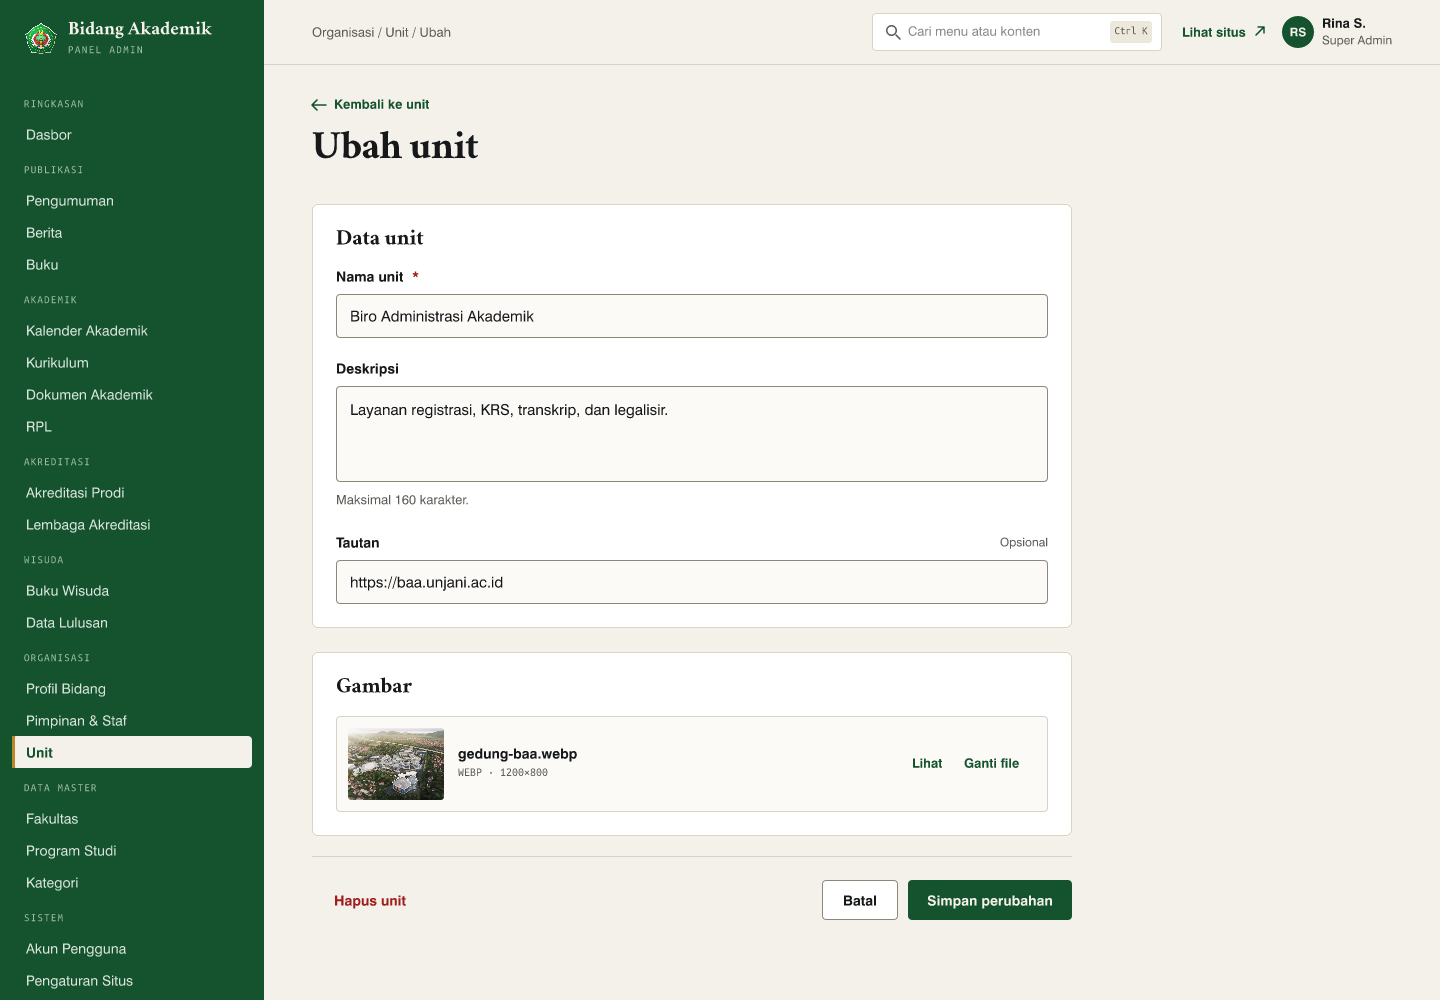 Bidang Akademik
PANEL ADMIN
RINGKASAN
Dasbor
PUBLIKASI
Pengumuman
Berita
Buku
AKADEMIK
Kalender Akademik
Kurikulum
Dokumen Akademik
RPL
AKREDITASI
Akreditasi Prodi
Lembaga Akreditasi
WISUDA
Buku Wisuda
Data Lulusan
ORGANISASI
Profil Bidang
Pimpinan & Staf
Unit
DATA MASTER
Fakultas
Program Studi
Kategori
SISTEM
Akun Pengguna
Pengaturan Situs
Organisasi / Unit / Ubah
Cari menu atau konten
Ctrl K
Lihat situs
RS
Rina S.
Super Admin
Kembali ke unit
Ubah unit
Data unit
Nama unit *
Biro Administrasi Akademik
Deskripsi
Layanan registrasi, KRS, transkrip, dan legalisir.
Maksimal 160 karakter.
Tautan
Opsional
https://baa.unjani.ac.id
Gambar
gedung-baa.webp
WEBP · 1200×800
Lihat
Ganti file
Hapus unit
Batal
Simpan perubahan